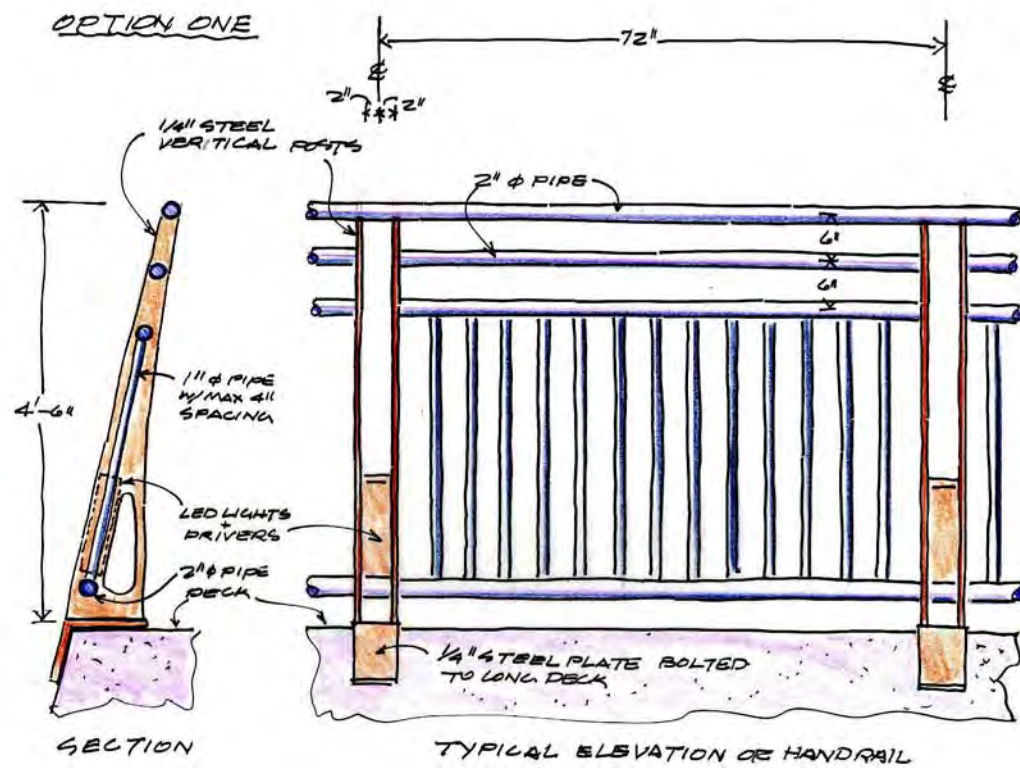 OPTION ONE
72"
℄
℄
2"
2"
1/4" STEEL
VERITICAL POSTS
2" ϕ PIPE
6"
6"
4'-6"
1" ϕ PIPE
W/MAX 4"
SPACING
LED LIGHTS
+
DRIVERS
2" ϕ PIPE
DECK
1/4" STEEL PLATE BOLTED
TO CONG DECK
SECTION
TYPICAL ELEVATION OF HANDRAIL